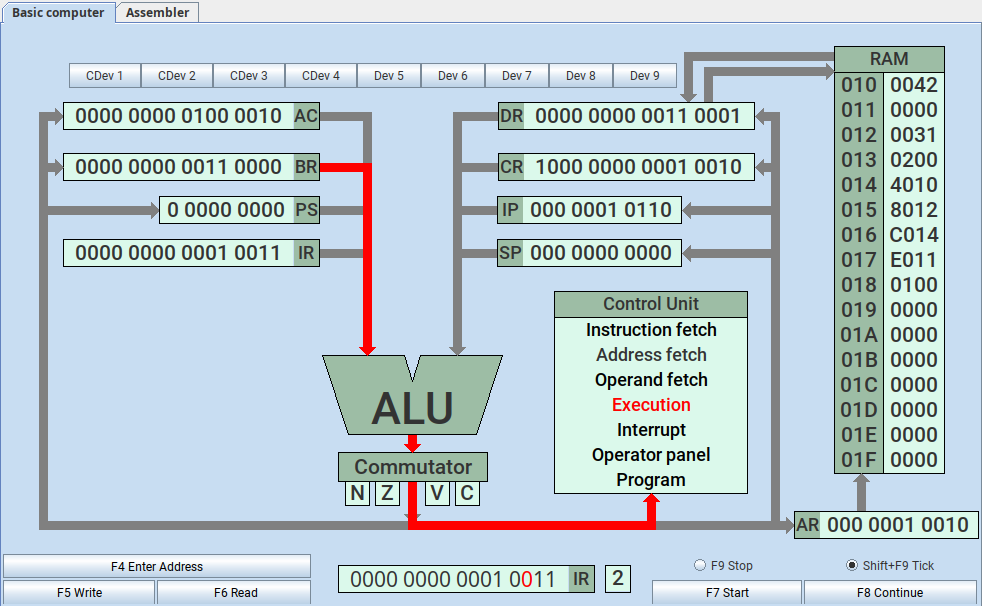 Basic computer Assembler
CDev 1 CDev 2 CDev 3 CDev 4 Dev 5 Dev 6 Dev 7 Dev 8 Dev 9
0000 0000 0100 0010 AC
0000 0000 0011 0000 BR
0 0000 0000 PS
0000 0000 0001 0011 IR
DR 0000 0000 0011 0001
CR 1000 0000 0001 0010
IP 000 0001 0110
SP 000 0000 0000
RAM
010 0042
011 0000
012 0031
013 0200
014 4010
015 8012
016 C014
017 E011
018 0100
019 0000
01A 0000
01B 0000
01C 0000
01D 0000
01E 0000
01F 0000
ALU
Commutator
N Z V C
Control Unit
Instruction fetch
Address fetch
Operand fetch
Execution
Interrupt
Operator panel
Program
AR 000 0001 0010
F4 Enter Address
F5 Write F6 Read
0000 0000 0001 0011 IR 2
F9 Stop Shift+F9 Tick
F7 Start F8 Continue